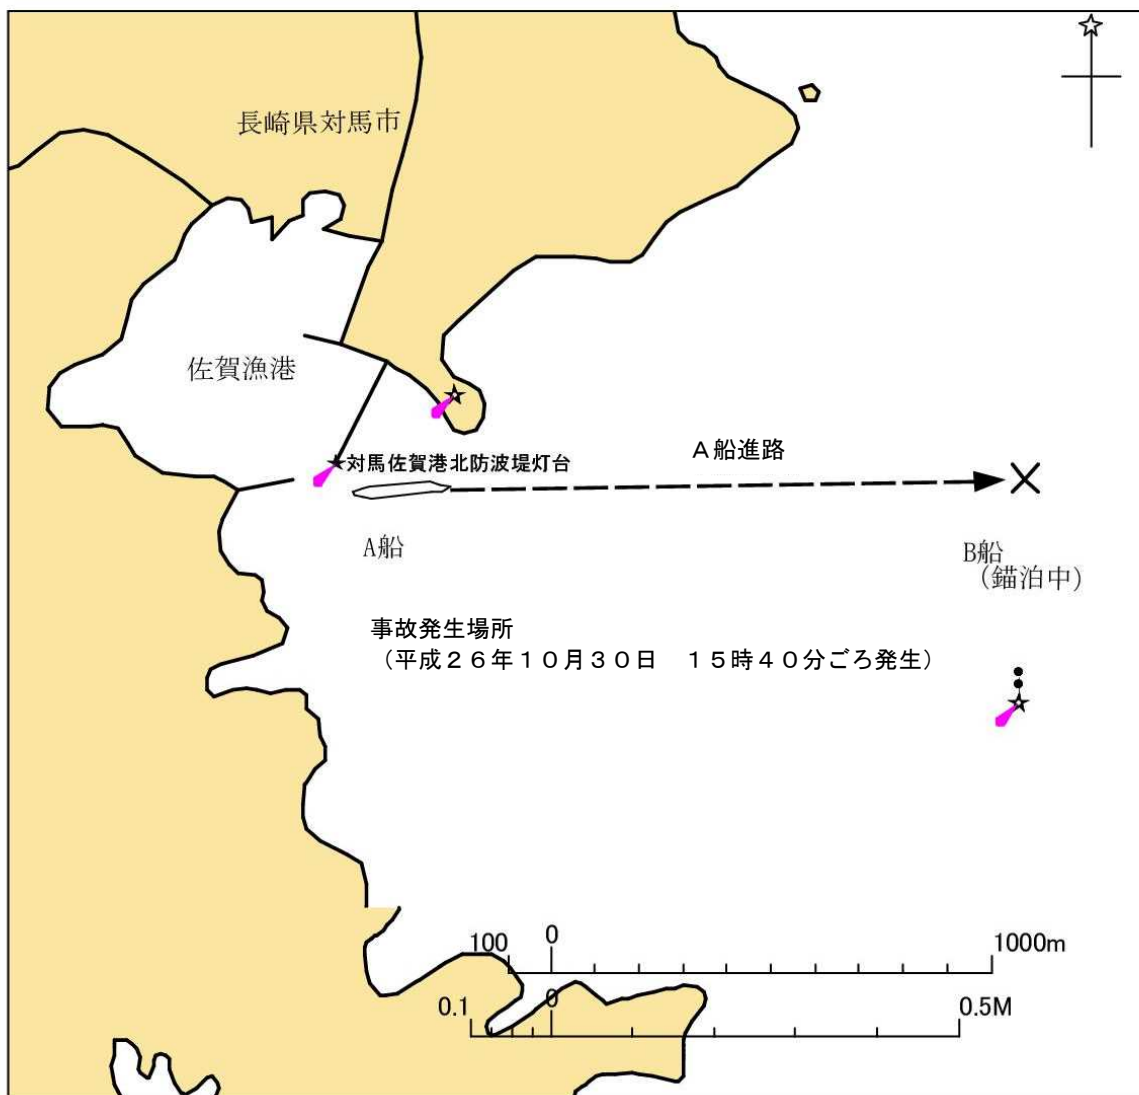 長崎県対馬市
佐賀漁港
A船進路
★対馬佐賀港北防波堤灯台
A船
B船
(錨泊中)
事故発生場所
（平成２６年１０月３０日　１５時４０分ごろ発生）
100 0 1000m
0.1 0 0.5M